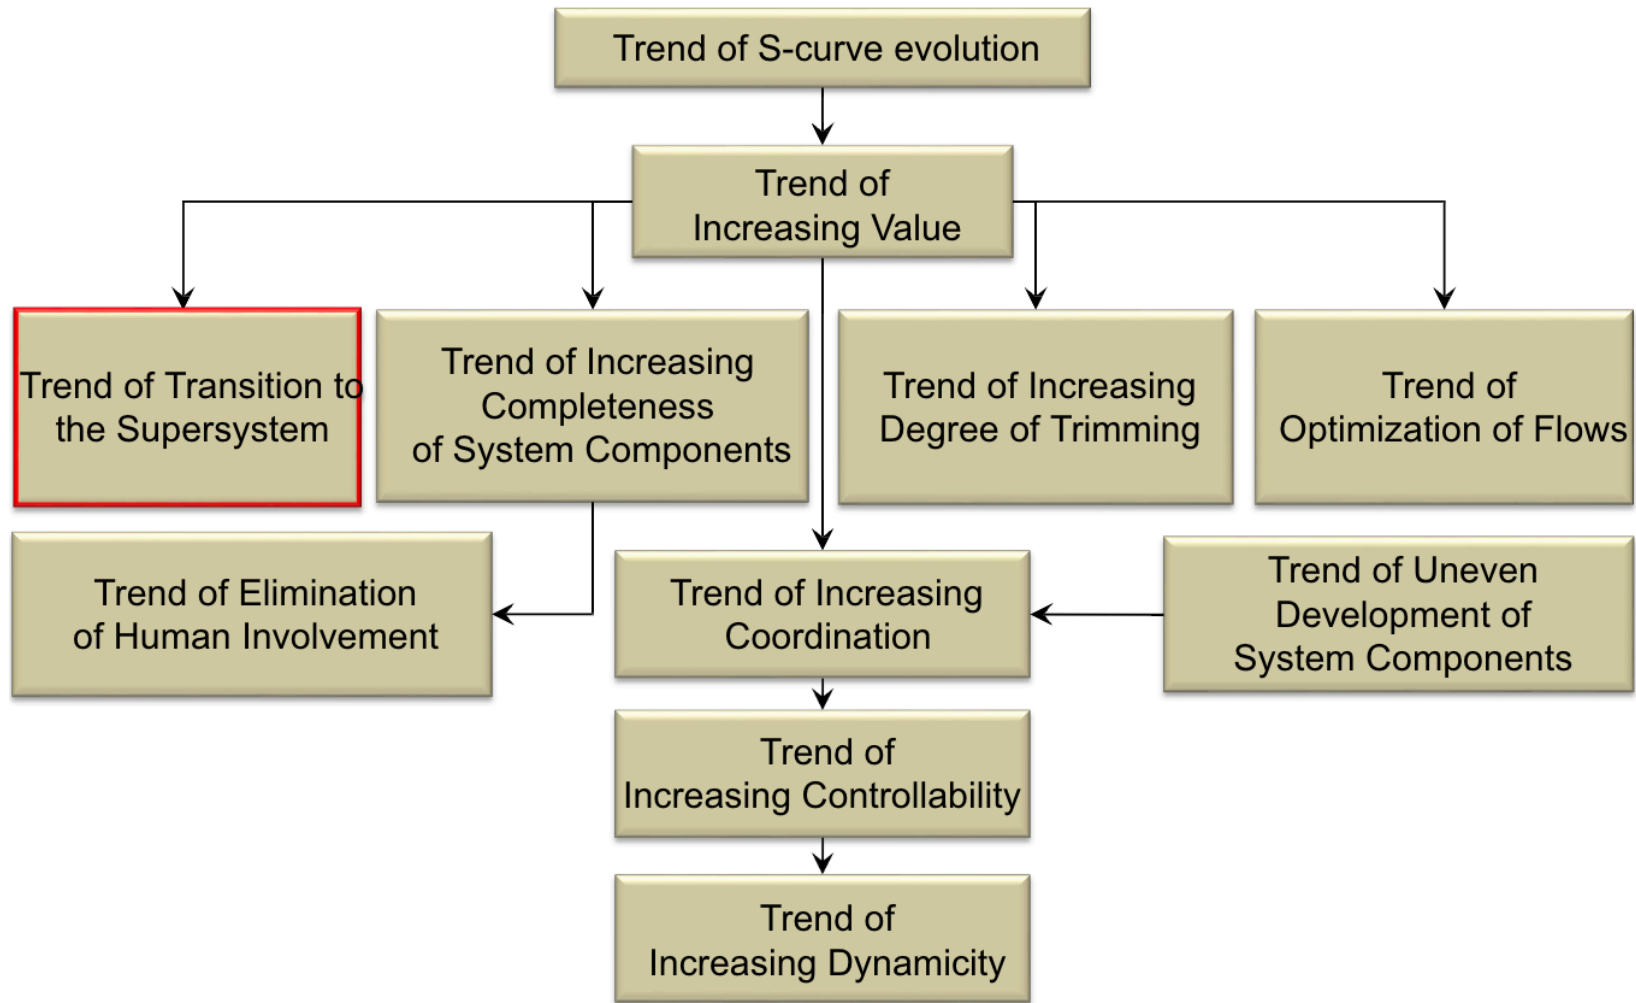 Trend of S-curve evolution
Trend of
Increasing Value
Trend of Transition to
the Supersystem
Trend of Increasing
Completeness
of System Components
Trend of Increasing
Degree of Trimming
Trend of
Optimization of Flows
Trend of Elimination
of Human Involvement
Trend of Increasing
Coordination
Trend of Uneven
Development of
System Components
Trend of
Increasing Controllability
Trend of
Increasing Dynamicity